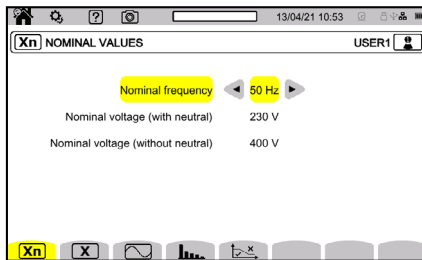 ?
13/04/21 10:53
Xn NOMINAL VALUES
USER1
Nominal frequency 50 Hz
Nominal voltage (with neutral) 230 V
Nominal voltage (without neutral) 400 V
Xn X x